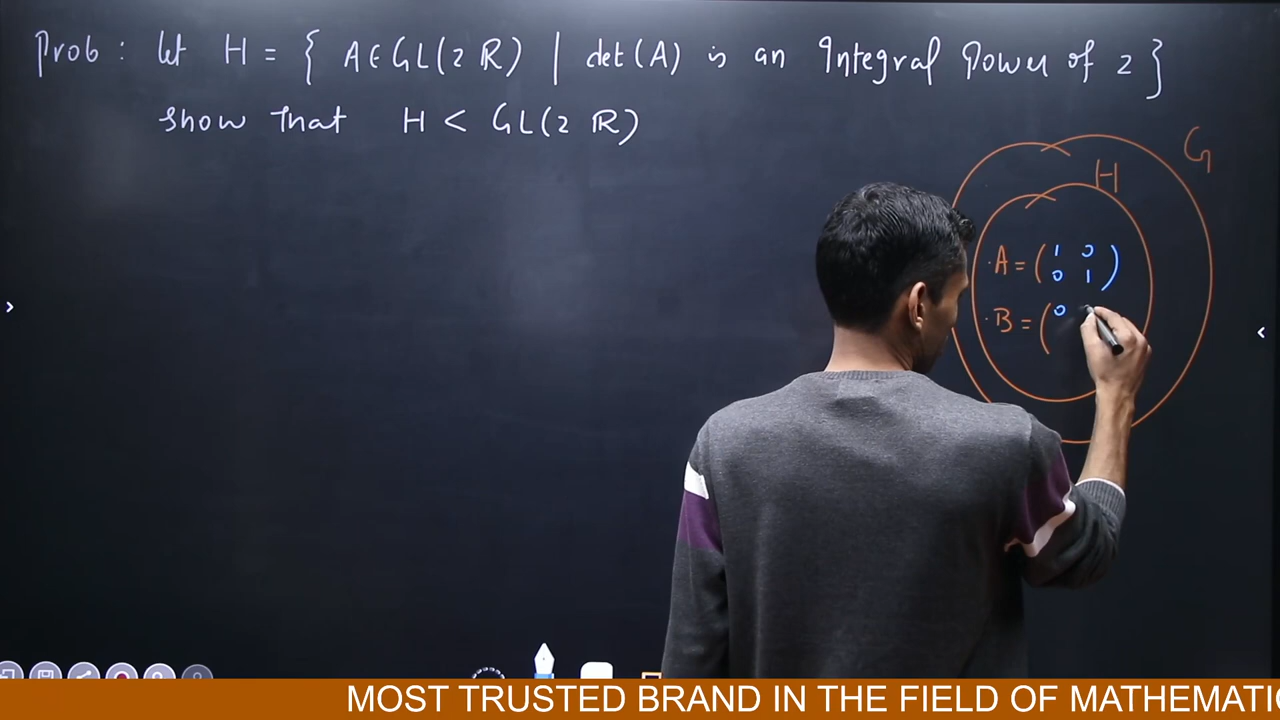 Prob : let H = { A ∈ GL(2 R) | det(A) is an Integral Power of 2 }
show that H < GL(2 R)
G
H
· A = ( 1 0
0 1 )
· B = ( 0
MOST TRUSTED BRAND IN THE FIELD OF MATHEMATIC